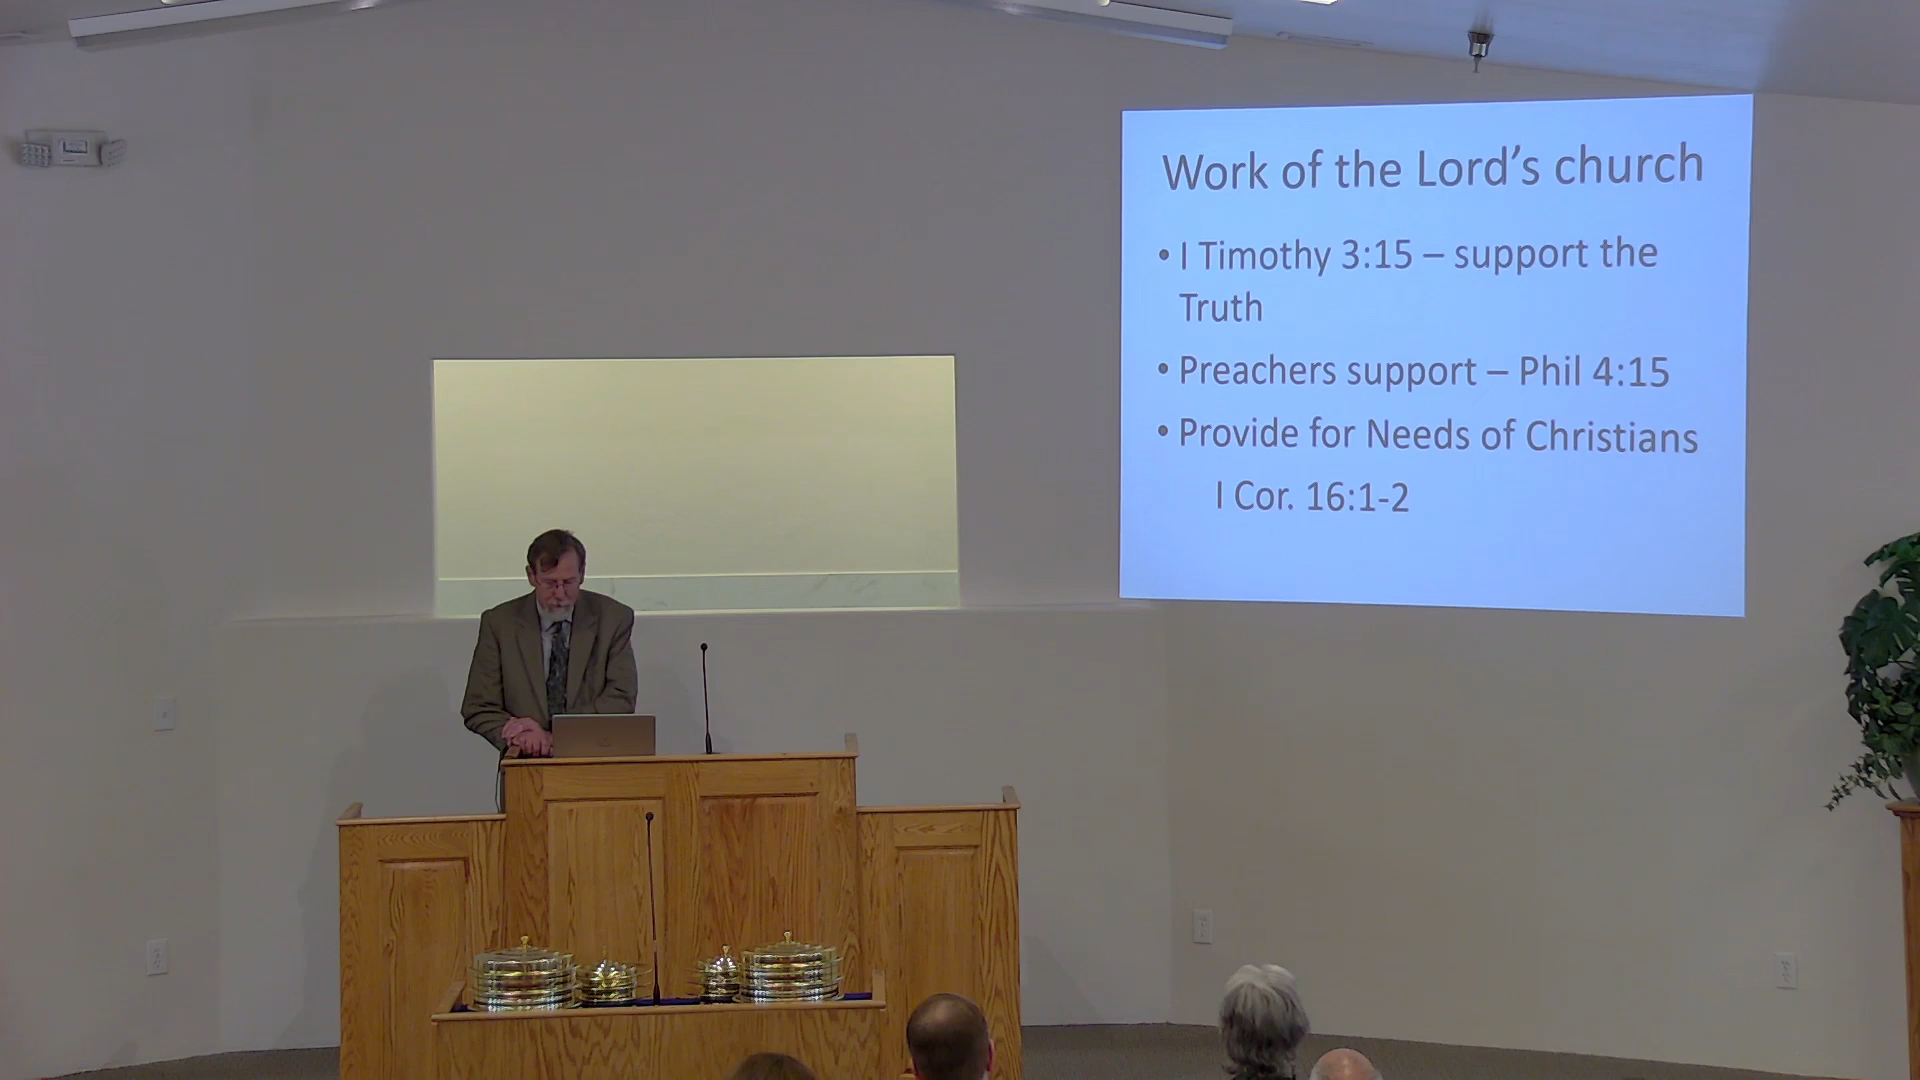 Work of the Lord’s church
• I Timothy 3:15 – support the
Truth
• Preachers support – Phil 4:15
• Provide for Needs of Christians
I Cor. 16:1-2